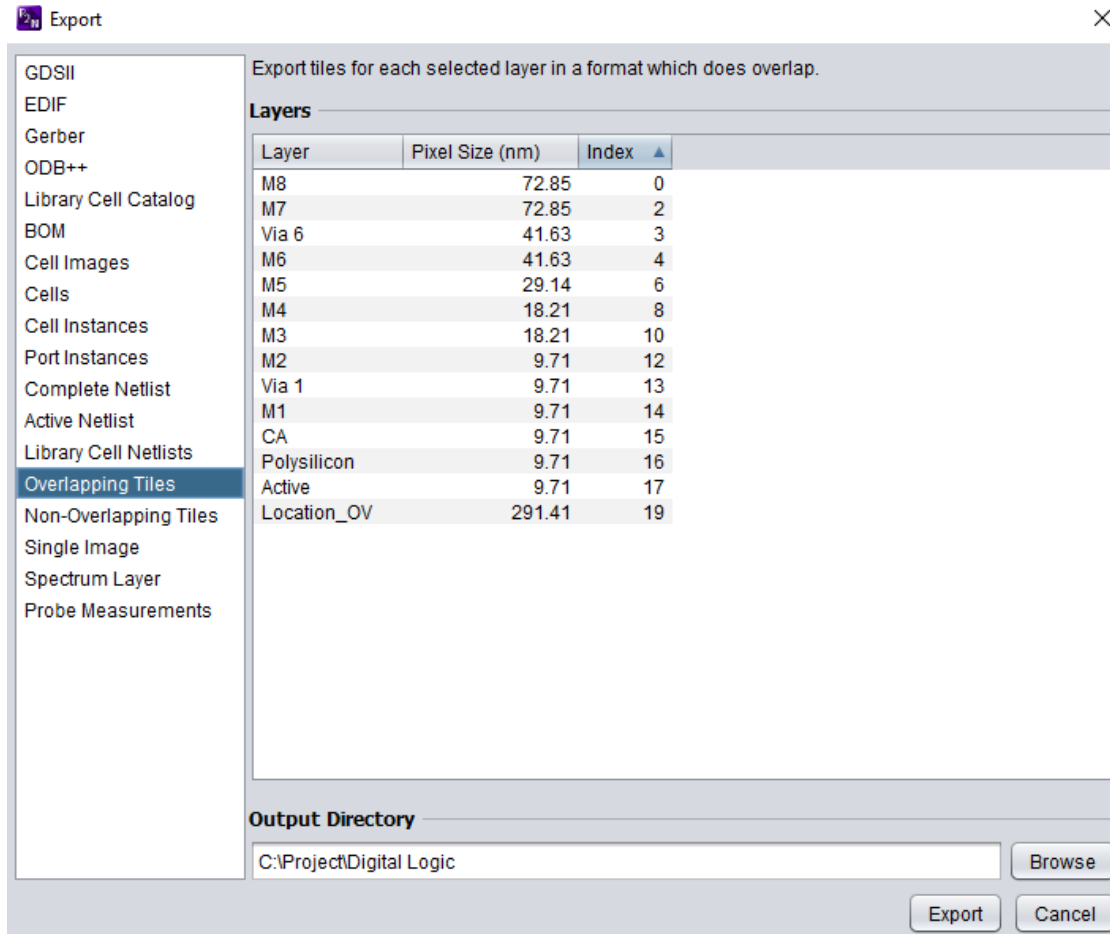 Export
GDSII
EDIF
Gerber
ODB++
Library Cell Catalog
BOM
Cell Images
Cells
Cell Instances
Port Instances
Complete Netlist
Active Netlist
Library Cell Netlists
Overlapping Tiles
Non-Overlapping Tiles
Single Image
Spectrum Layer
Probe Measurements
Export tiles for each selected layer in a format which does overlap.
Layers
Layer Pixel Size (nm) Index
M8 72.85 0
M7 72.85 2
Via 6 41.63 3
M6 41.63 4
M5 29.14 6
M4 18.21 8
M3 18.21 10
M2 9.71 12
Via 1 9.71 13
M1 9.71 14
CA 9.71 15
Polysilicon 9.71 16
Active 9.71 17
Location_OV 291.41 19
Output Directory
C:\Project\Digital Logic Browse
Export Cancel